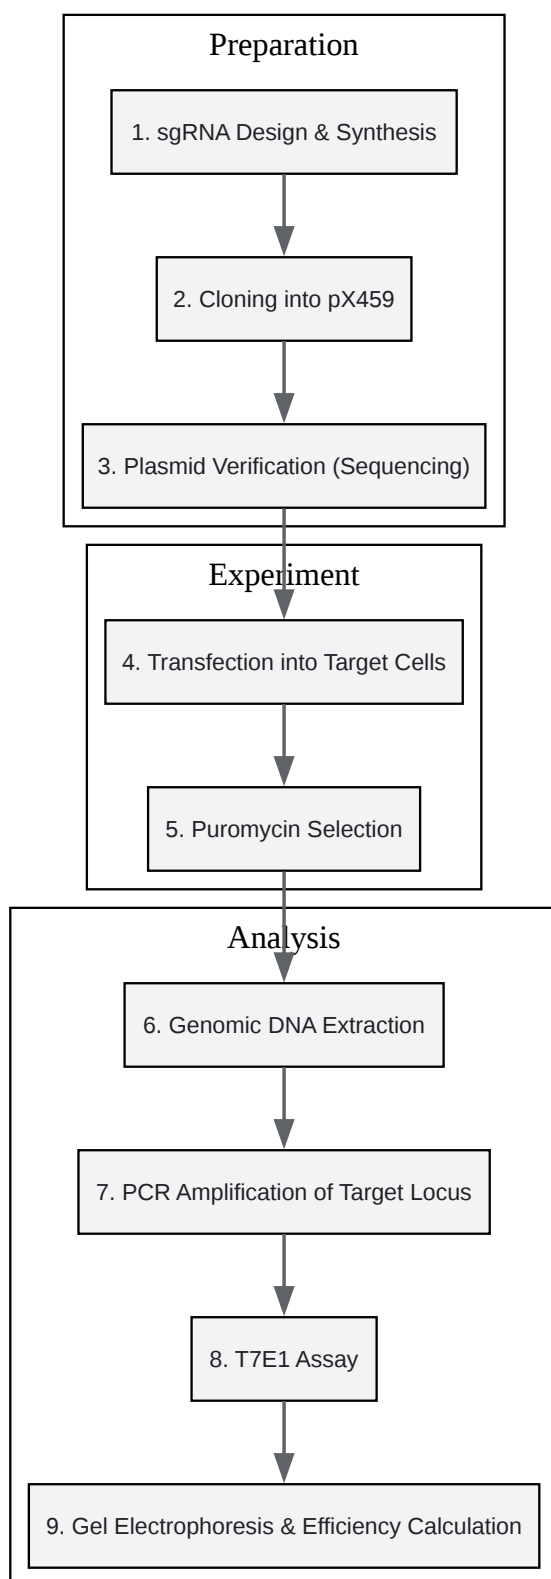 Preparation
1. sgRNA Design & Synthesis
2. Cloning into pX459
3. Plasmid Verification (Sequencing)
Experiment
4. Transfection into Target Cells
5. Puromycin Selection
Analysis
6. Genomic DNA Extraction
7. PCR Amplification of Target Locus
8. T7E1 Assay
9. Gel Electrophoresis & Efficiency Calculation